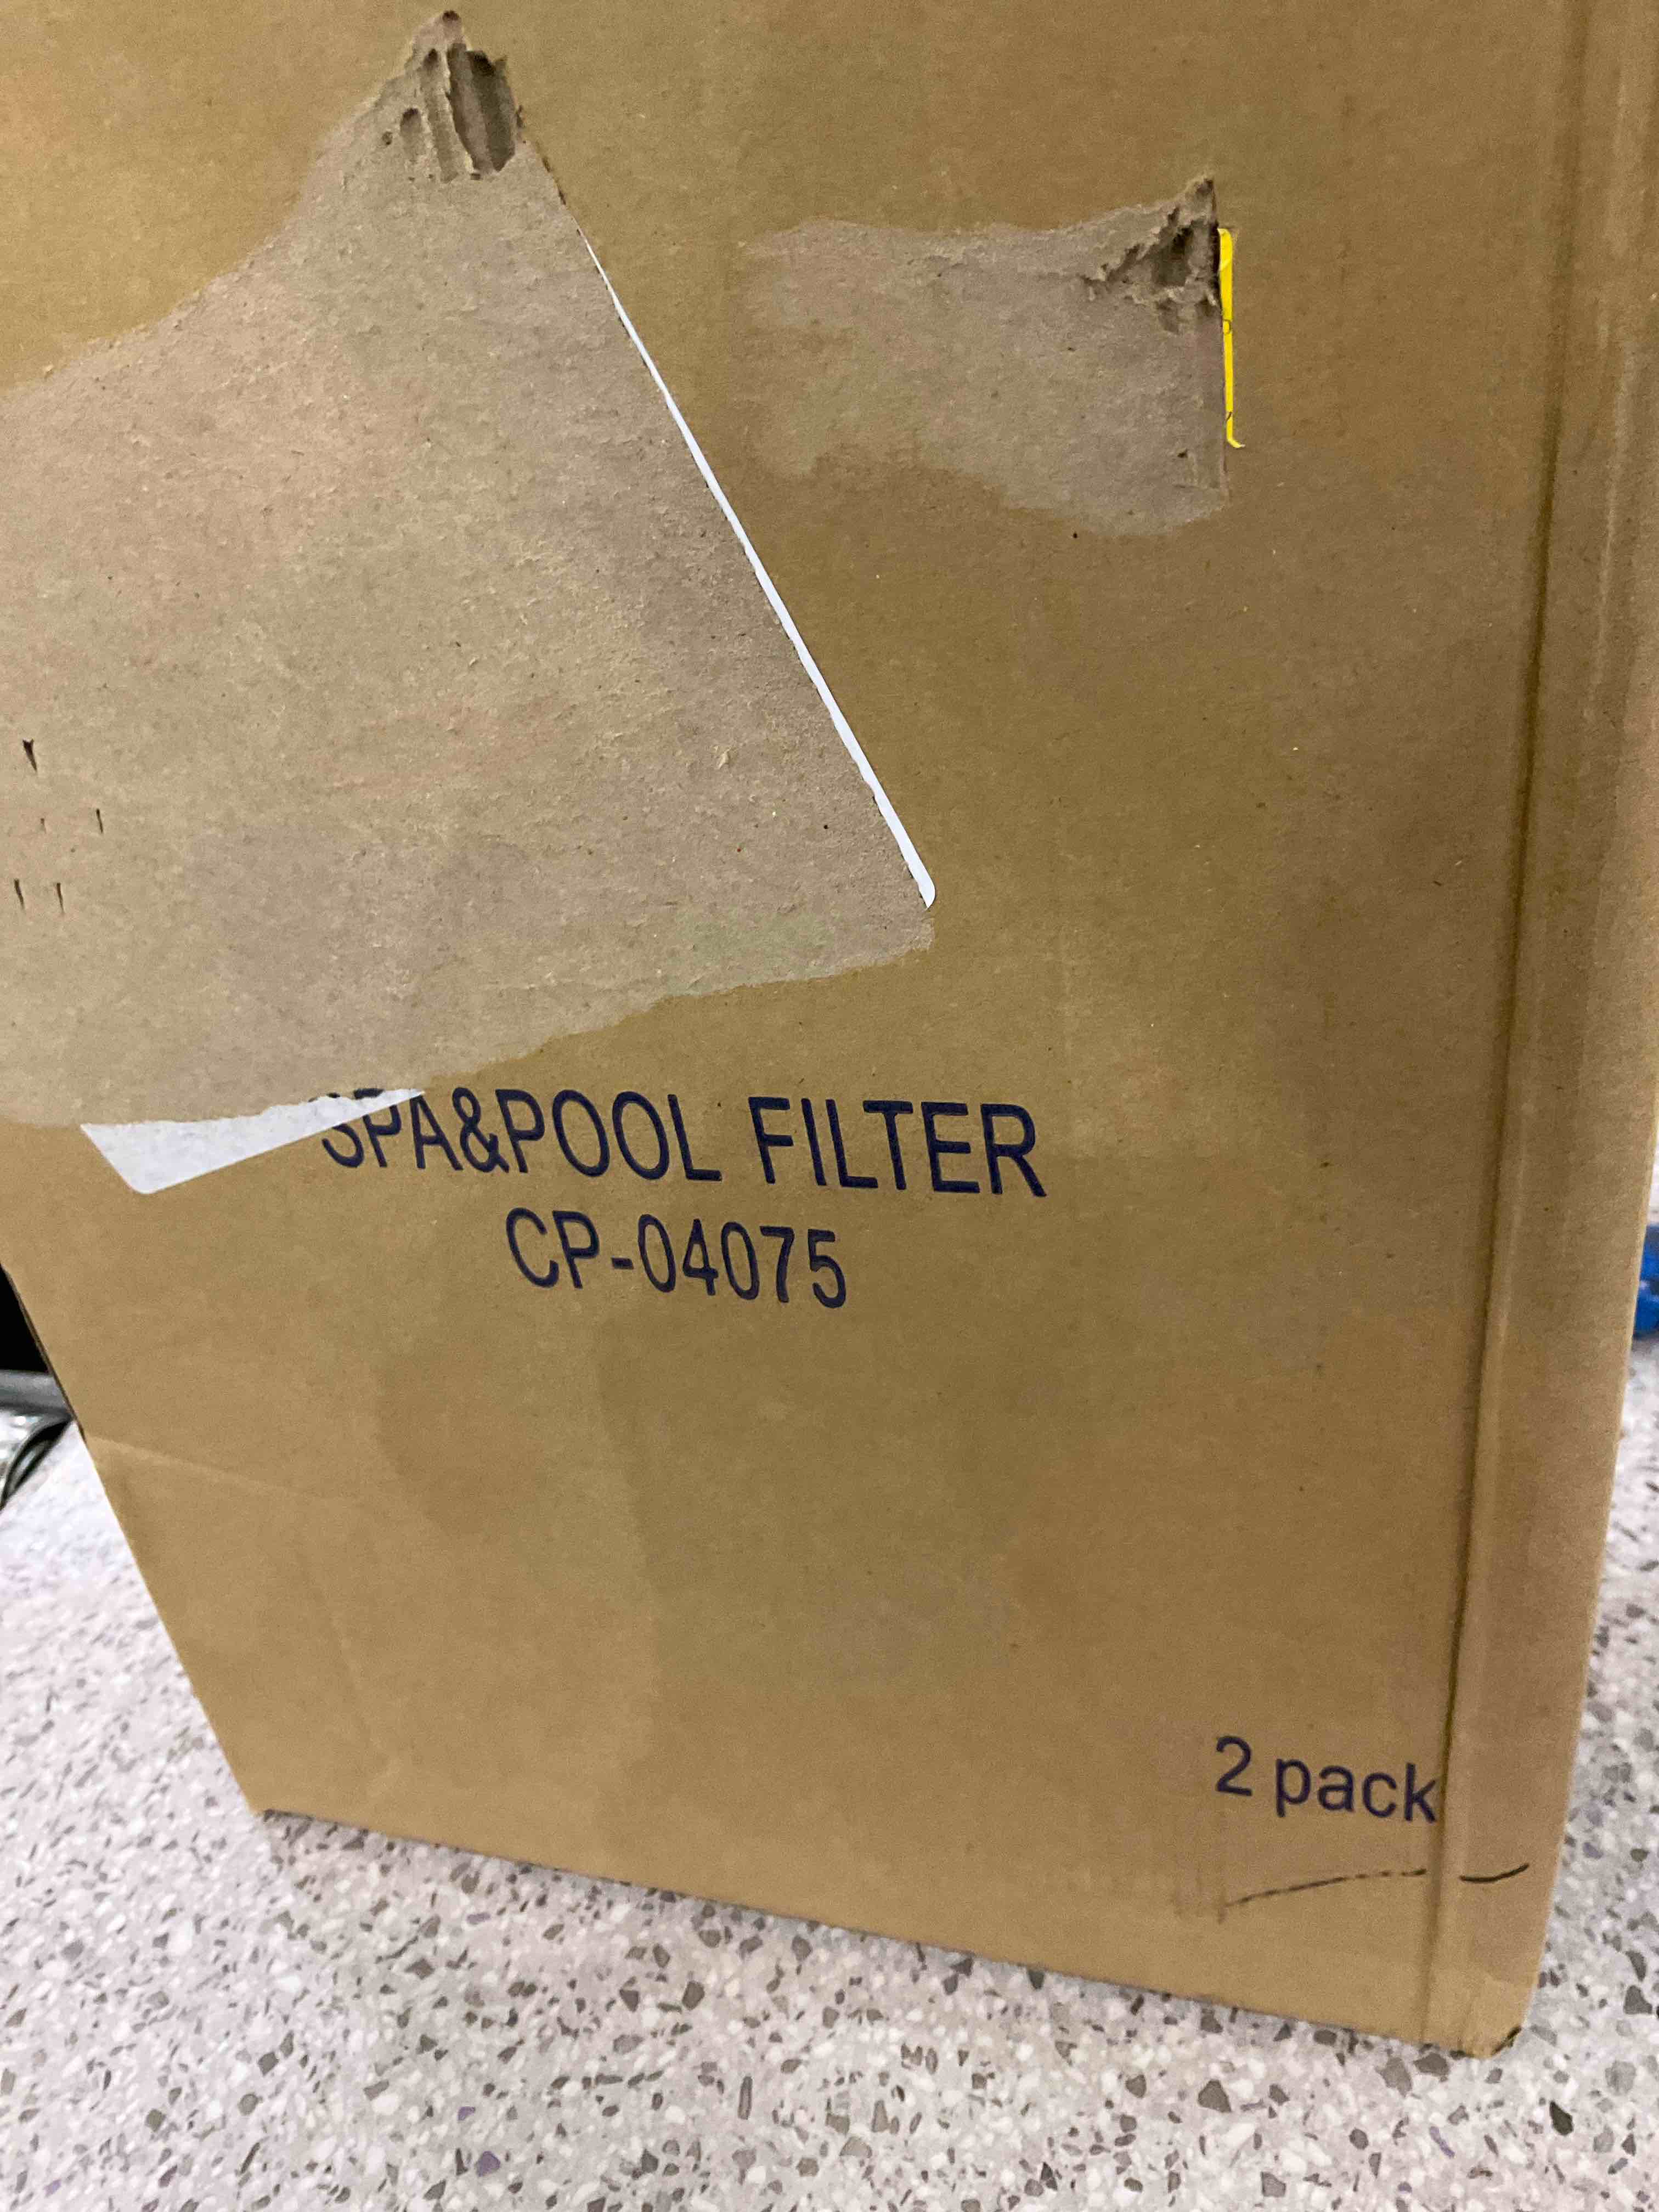 SPA&POOL FILTER
CP-04075
2 pack